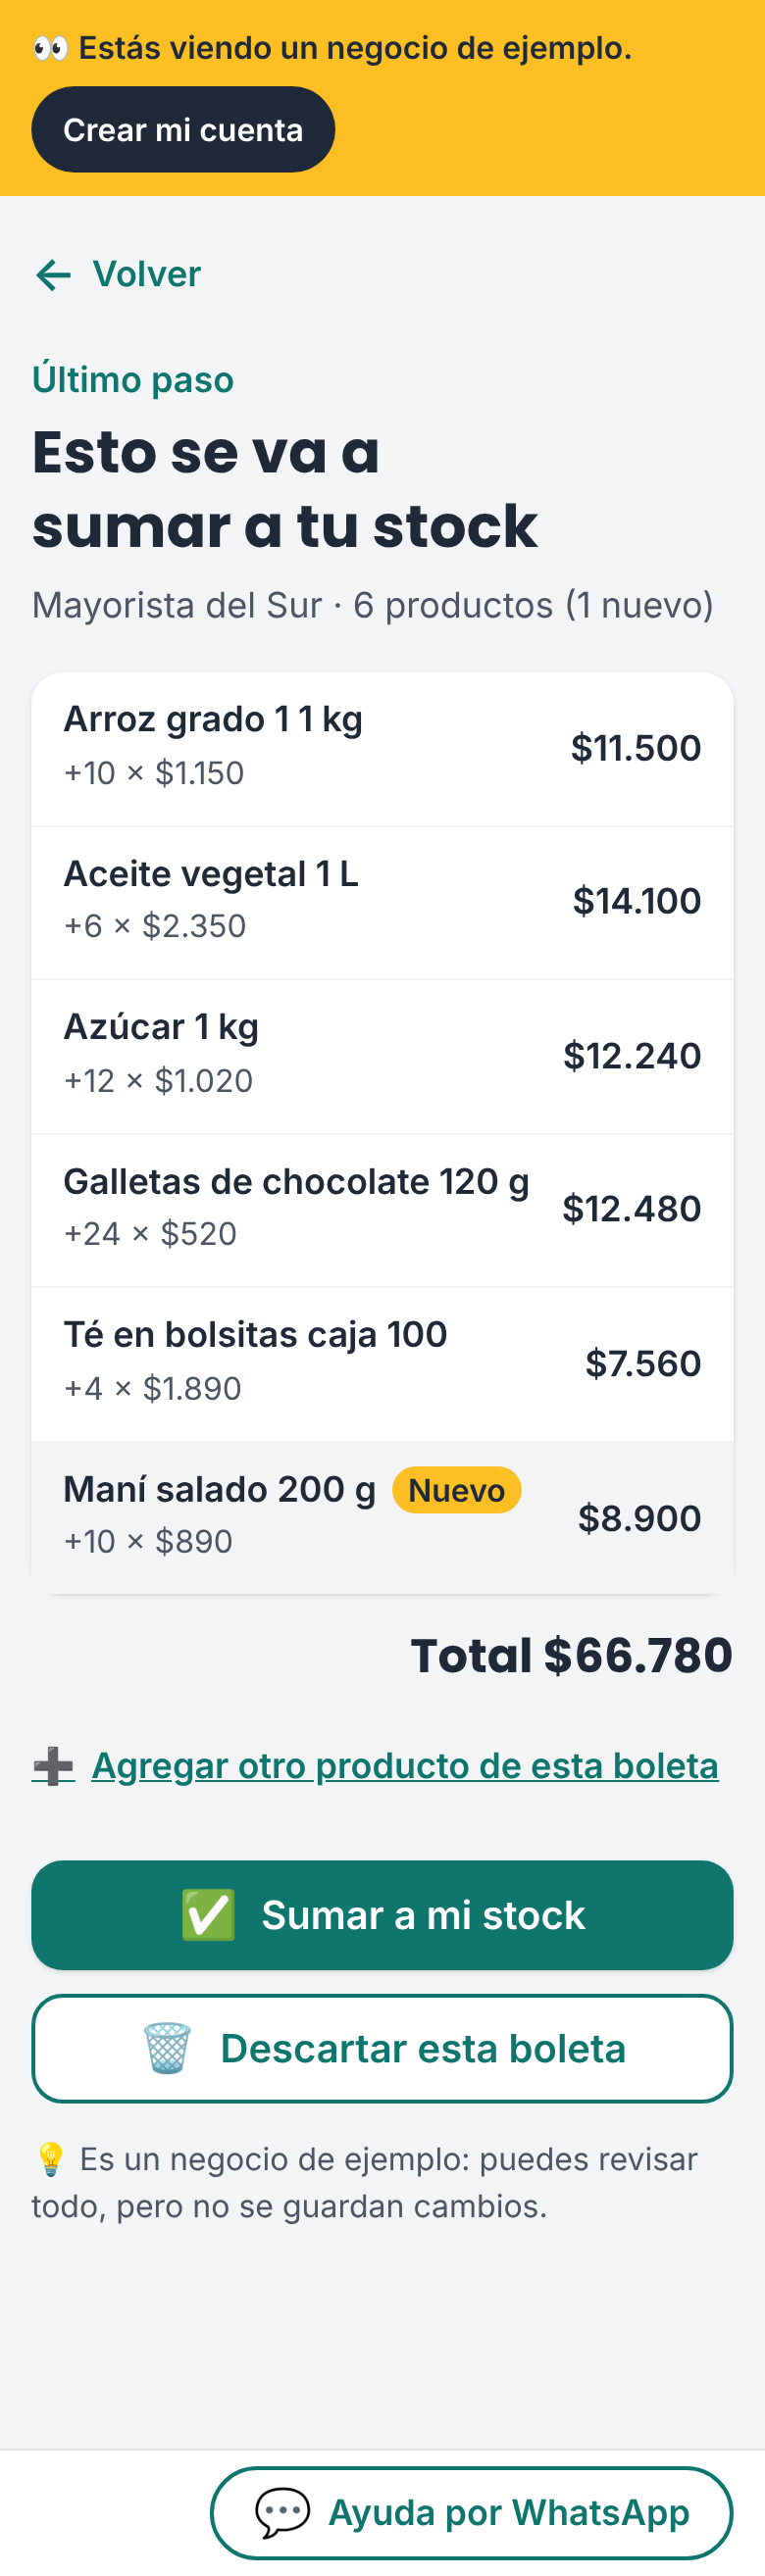 👀 Estás viendo un negocio de ejemplo.
Crear mi cuenta
← Volver
Último paso
Esto se va a
sumar a tu stock
Mayorista del Sur · 6 productos (1 nuevo)
Arroz grado 1 1 kg
+10 × $1.150
$11.500
Aceite vegetal 1 L
+6 × $2.350
$14.100
Azúcar 1 kg
+12 × $1.020
$12.240
Galletas de chocolate 120 g
+24 × $520
$12.480
Té en bolsitas caja 100
+4 × $1.890
$7.560
Maní salado 200 g Nuevo
+10 × $890
$8.900
Total $66.780
➕ Agregar otro producto de esta boleta
✅ Sumar a mi stock
🗑️ Descartar esta boleta
💡 Es un negocio de ejemplo: puedes revisar
todo, pero no se guardan cambios.
💬 Ayuda por WhatsApp